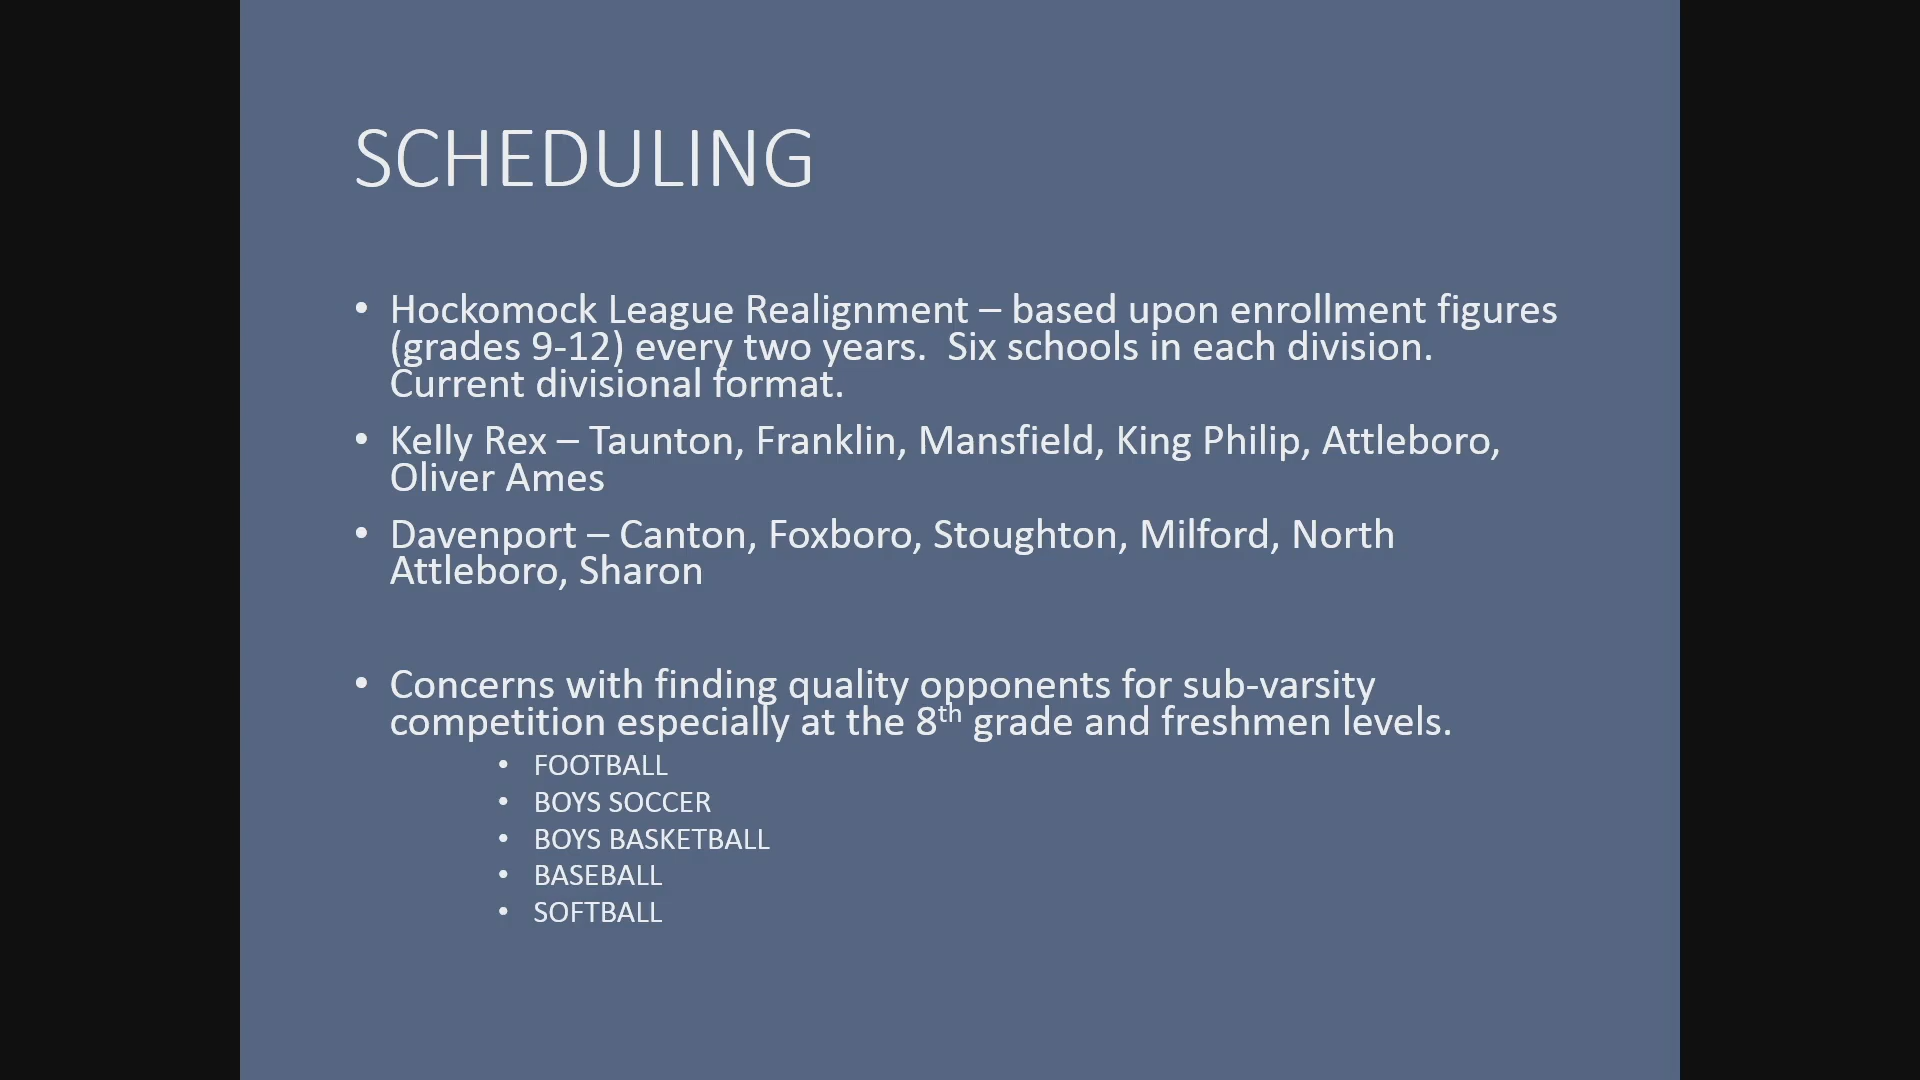 SCHEDULING
• Hockomock League Realignment – based upon enrollment figures
(grades 9-12) every two years.  Six schools in each division.
Current divisional format.
• Kelly Rex – Taunton, Franklin, Mansfield, King Philip, Attleboro,
Oliver Ames
• Davenport – Canton, Foxboro, Stoughton, Milford, North
Attleboro, Sharon
• Concerns with finding quality opponents for sub-varsity
competition especially at the 8th grade and freshmen levels.
• FOOTBALL
• BOYS SOCCER
• BOYS BASKETBALL
• BASEBALL
• SOFTBALL